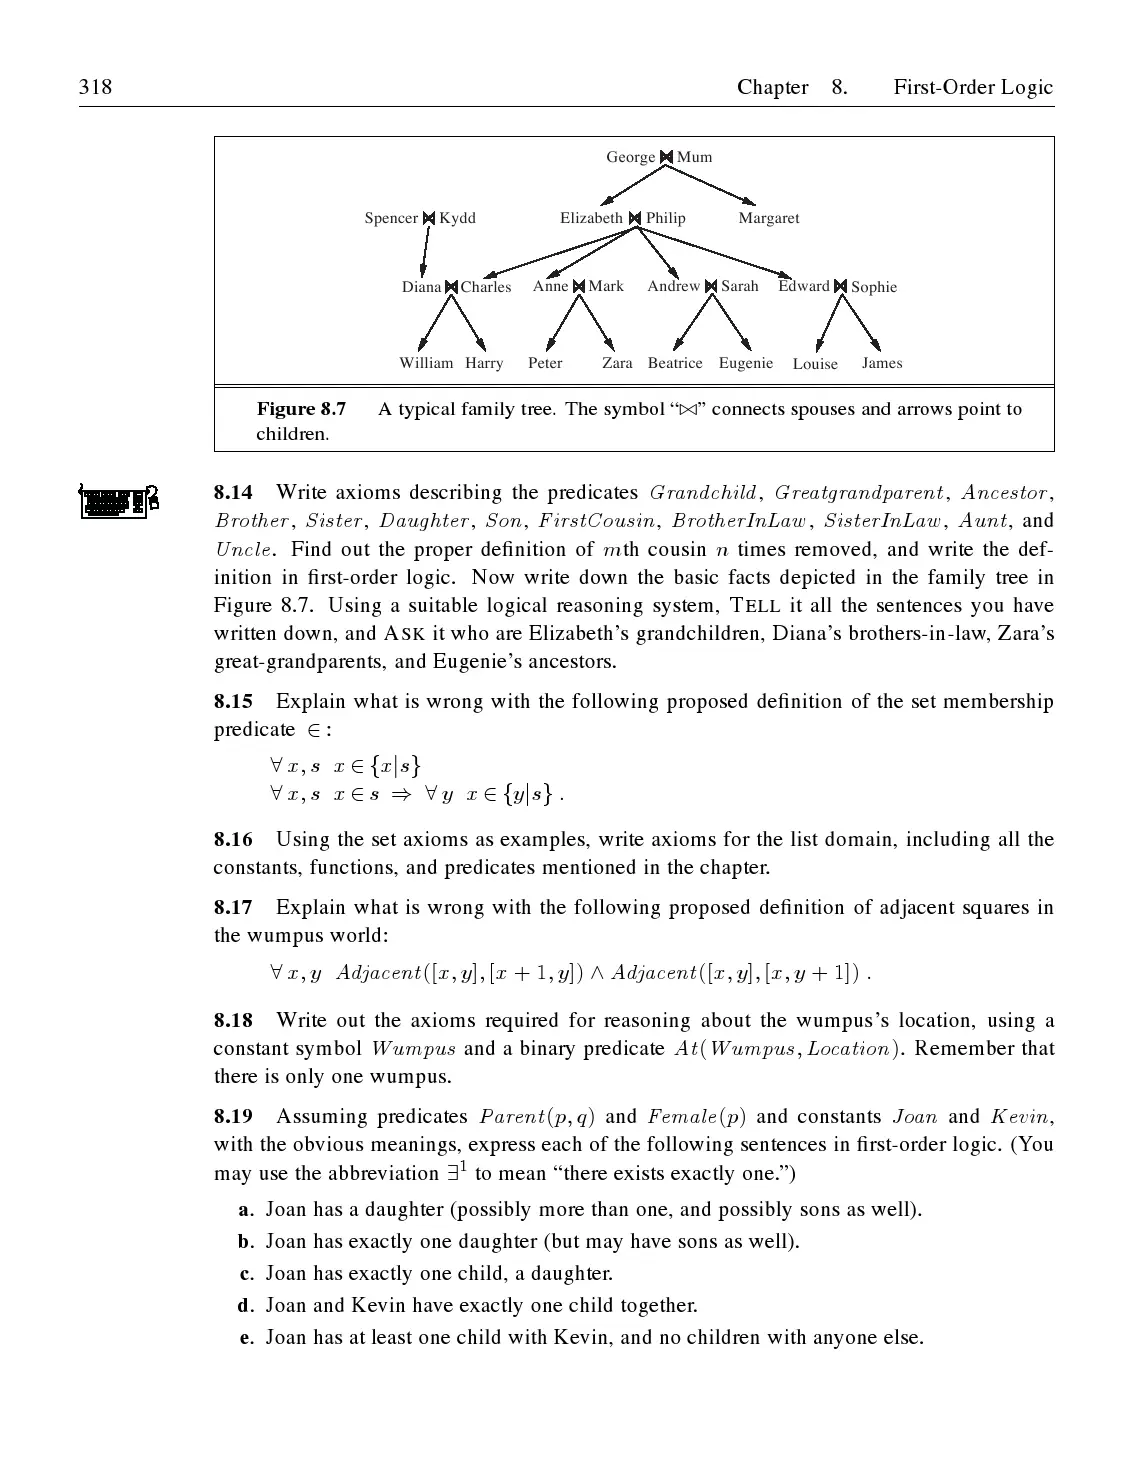 318 Chapter 8. First-Order Logic
George ⋈ Mum
Spencer ⋈ Kydd Elizabeth ⋈ Philip Margaret
Diana ⋈ Charles Anne ⋈ Mark Andrew ⋈ Sarah Edward ⋈ Sophie
William Harry Peter Zara Beatrice Eugenie Louise James
Figure 8.7 A typical family tree. The symbol “⋈” connects spouses and arrows point to
children.
8.14 Write axioms describing the predicates Grandchild, Greatgrandparent, Ancestor,
Brother, Sister, Daughter, Son, FirstCousin, BrotherInLaw, SisterInLaw, Aunt, and
Uncle. Find out the proper definition of mth cousin n times removed, and write the def-
inition in first-order logic. Now write down the basic facts depicted in the family tree in
Figure 8.7. Using a suitable logical reasoning system, TELL it all the sentences you have
written down, and ASK it who are Elizabeth’s grandchildren, Diana’s brothers-in-law, Zara’s
great-grandparents, and Eugenie’s ancestors.
8.15 Explain what is wrong with the following proposed definition of the set membership
predicate ∈ :
∀ x, s x ∈ {x|s}
∀ x, s x ∈ s ⇒ ∀ y x ∈ {y|s} .
8.16 Using the set axioms as examples, write axioms for the list domain, including all the
constants, functions, and predicates mentioned in the chapter.
8.17 Explain what is wrong with the following proposed definition of adjacent squares in
the wumpus world:
∀ x, y Adjacent([x, y], [x + 1, y]) ∧ Adjacent([x, y], [x, y + 1]) .
8.18 Write out the axioms required for reasoning about the wumpus’s location, using a
constant symbol Wumpus and a binary predicate At(Wumpus, Location). Remember that
there is only one wumpus.
8.19 Assuming predicates Parent(p, q) and Female(p) and constants Joan and Kevin,
with the obvious meanings, express each of the following sentences in first-order logic. (You
may use the abbreviation ∃¹ to mean “there exists exactly one.”)
a. Joan has a daughter (possibly more than one, and possibly sons as well).
b. Joan has exactly one daughter (but may have sons as well).
c. Joan has exactly one child, a daughter.
d. Joan and Kevin have exactly one child together.
e. Joan has at least one child with Kevin, and no children with anyone else.